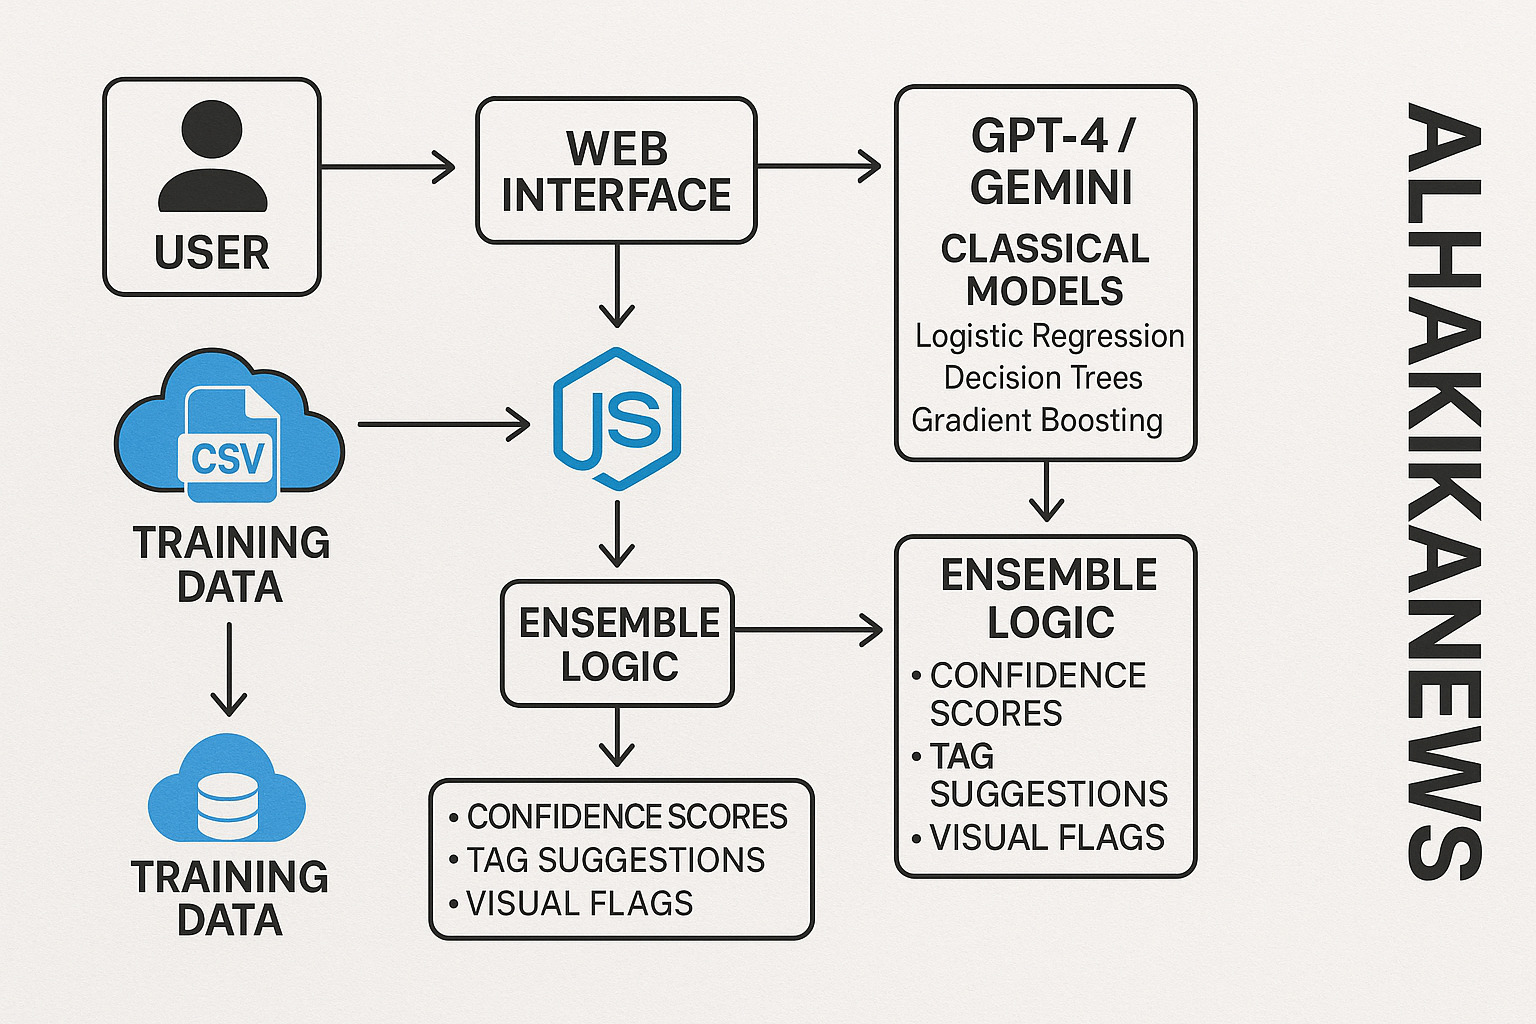 USER
WEB
INTERFACE
GPT-4 /
GEMINI
CLASSICAL
MODELS
Logistic Regression
Decision Trees
Gradient Boosting
CSV
TRAINING
DATA
JS
ENSEMBLE
LOGIC
ENSEMBLE
LOGIC
• CONFIDENCE
SCORES
• TAG
SUGGESTIONS
• VISUAL FLAGS
TRAINING
DATA
• CONFIDENCE SCORES
• TAG SUGGESTIONS
• VISUAL FLAGS
ALHAKIKANEWS